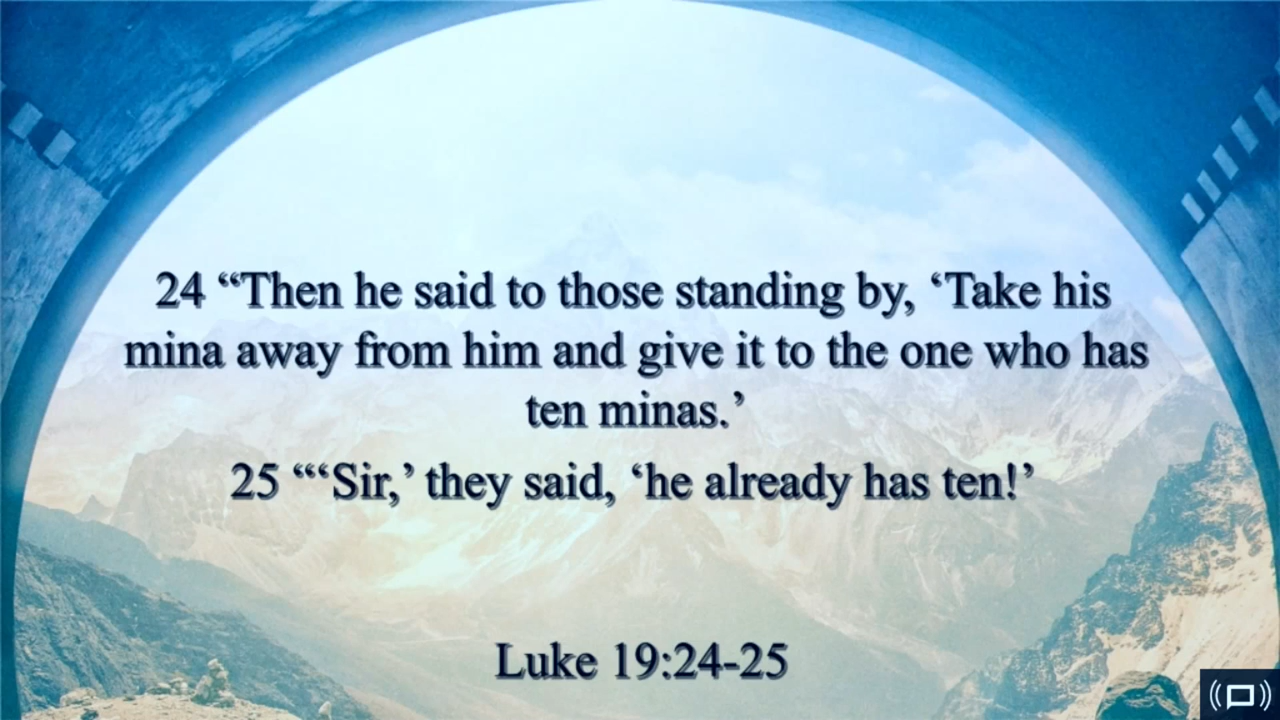 24 “Then he said to those standing by, ‘Take his
mina away from him and give it to the one who has
ten minas.’
25 “‘Sir,’ they said, ‘he already has ten!’
Luke 19:24-25